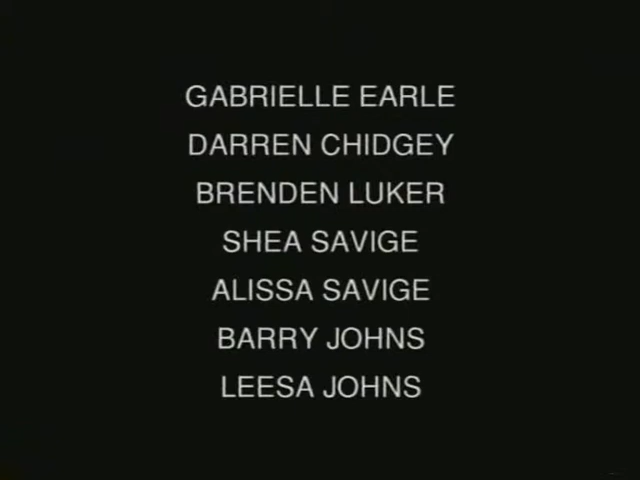 GABRIELLE EARLE
DARREN CHIDGEY
BRENDEN LUKER
SHEA SAVIGE
ALISSA SAVIGE
BARRY JOHNS
LEESA JOHNS